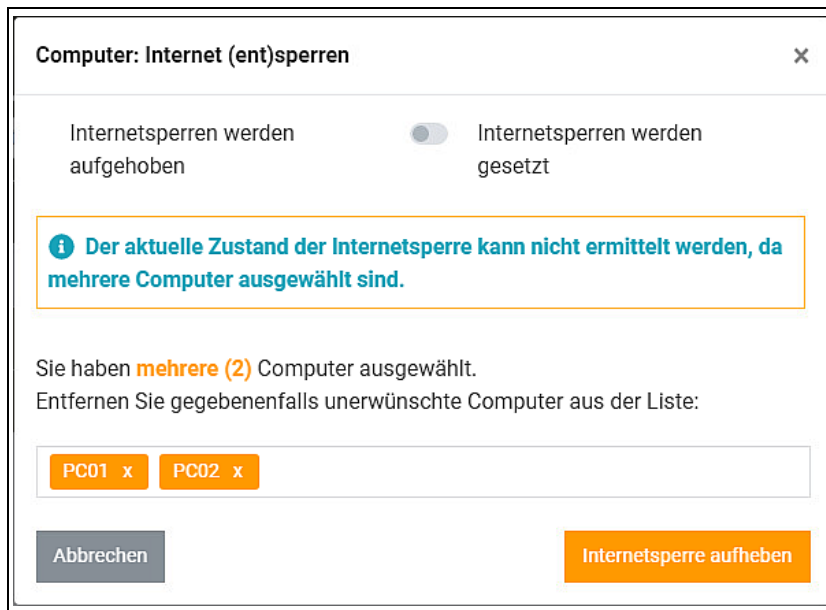 Computer: Internet (ent)sperren ×
Internetsperren werden aufgehoben
Internetsperren werden gesetzt
Der aktuelle Zustand der Internetsperre kann nicht ermittelt werden, da
mehrere Computer ausgewählt sind.
Sie haben mehrere (2) Computer ausgewählt.
Entfernen Sie gegebenenfalls unerwünschte Computer aus der Liste:
PC01 x PC02 x
Abbrechen Internetsperre aufheben